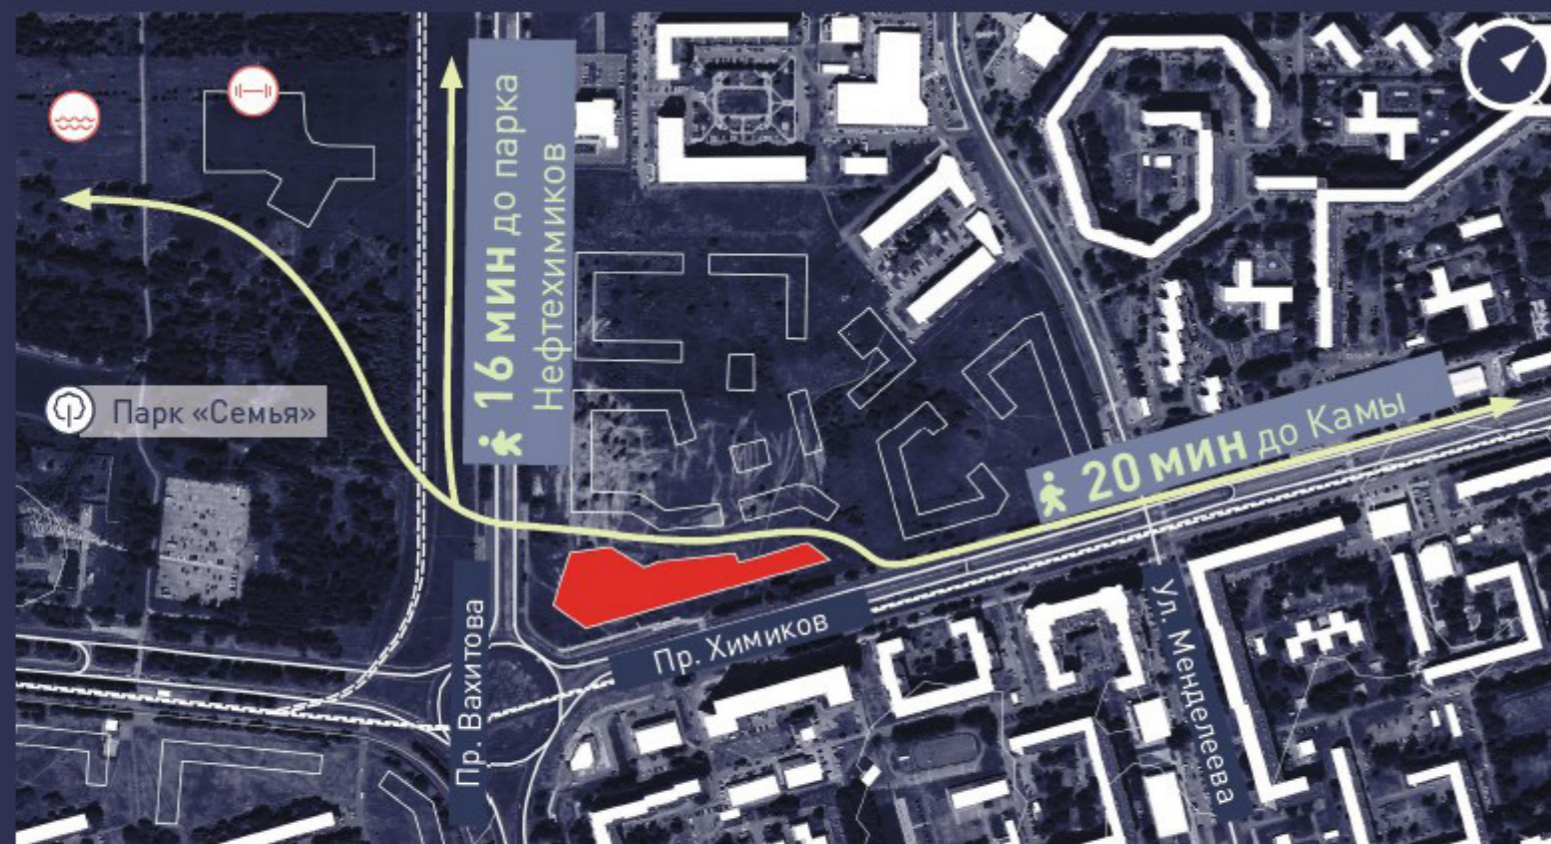 16 МИН до парка
Нефтехимиков
Парк «Семья»
20 МИН до Камы
Пр. Химиков
Пр. Вахитова
Ул. Менделеева